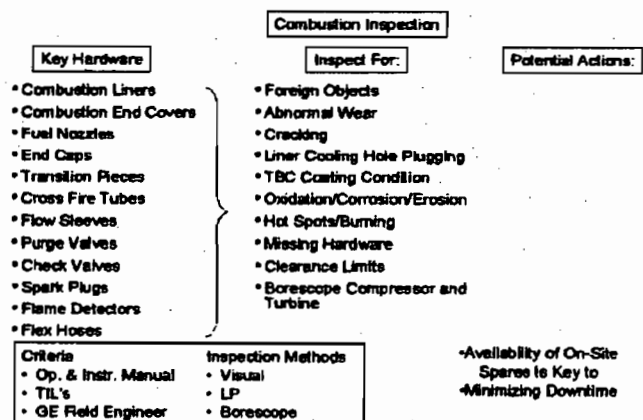 Combustion Inspection
Key Hardware
Inspect For:
Potential Actions:
• Combustion Liners
• Combustion End Covers
• Fuel Nozzles
• End Caps
• Transition Pieces
• Cross Fire Tubes
• Flow Sleeves
• Purge Valves
• Check Valves
• Spark Plugs
• Flame Detectors
• Flex Hoses
• Foreign Objects
• Abnormal Wear
• Cracking
• Liner Cooling Hole Plugging
• TBC Coating Condition
• Oxidation/Corrosion/Erosion
• Hot Spots/Burning
• Missing Hardware
• Clearance Limits
• Borescope Compressor and
Turbine
Criteria
• Op. & Instr. Manual
• TIL's
• GE Field Engineer
Inspection Methods
• Visual
• LP
• Borescope
•Availability of On-Site
Spares is Key to
•Minimizing Downtime